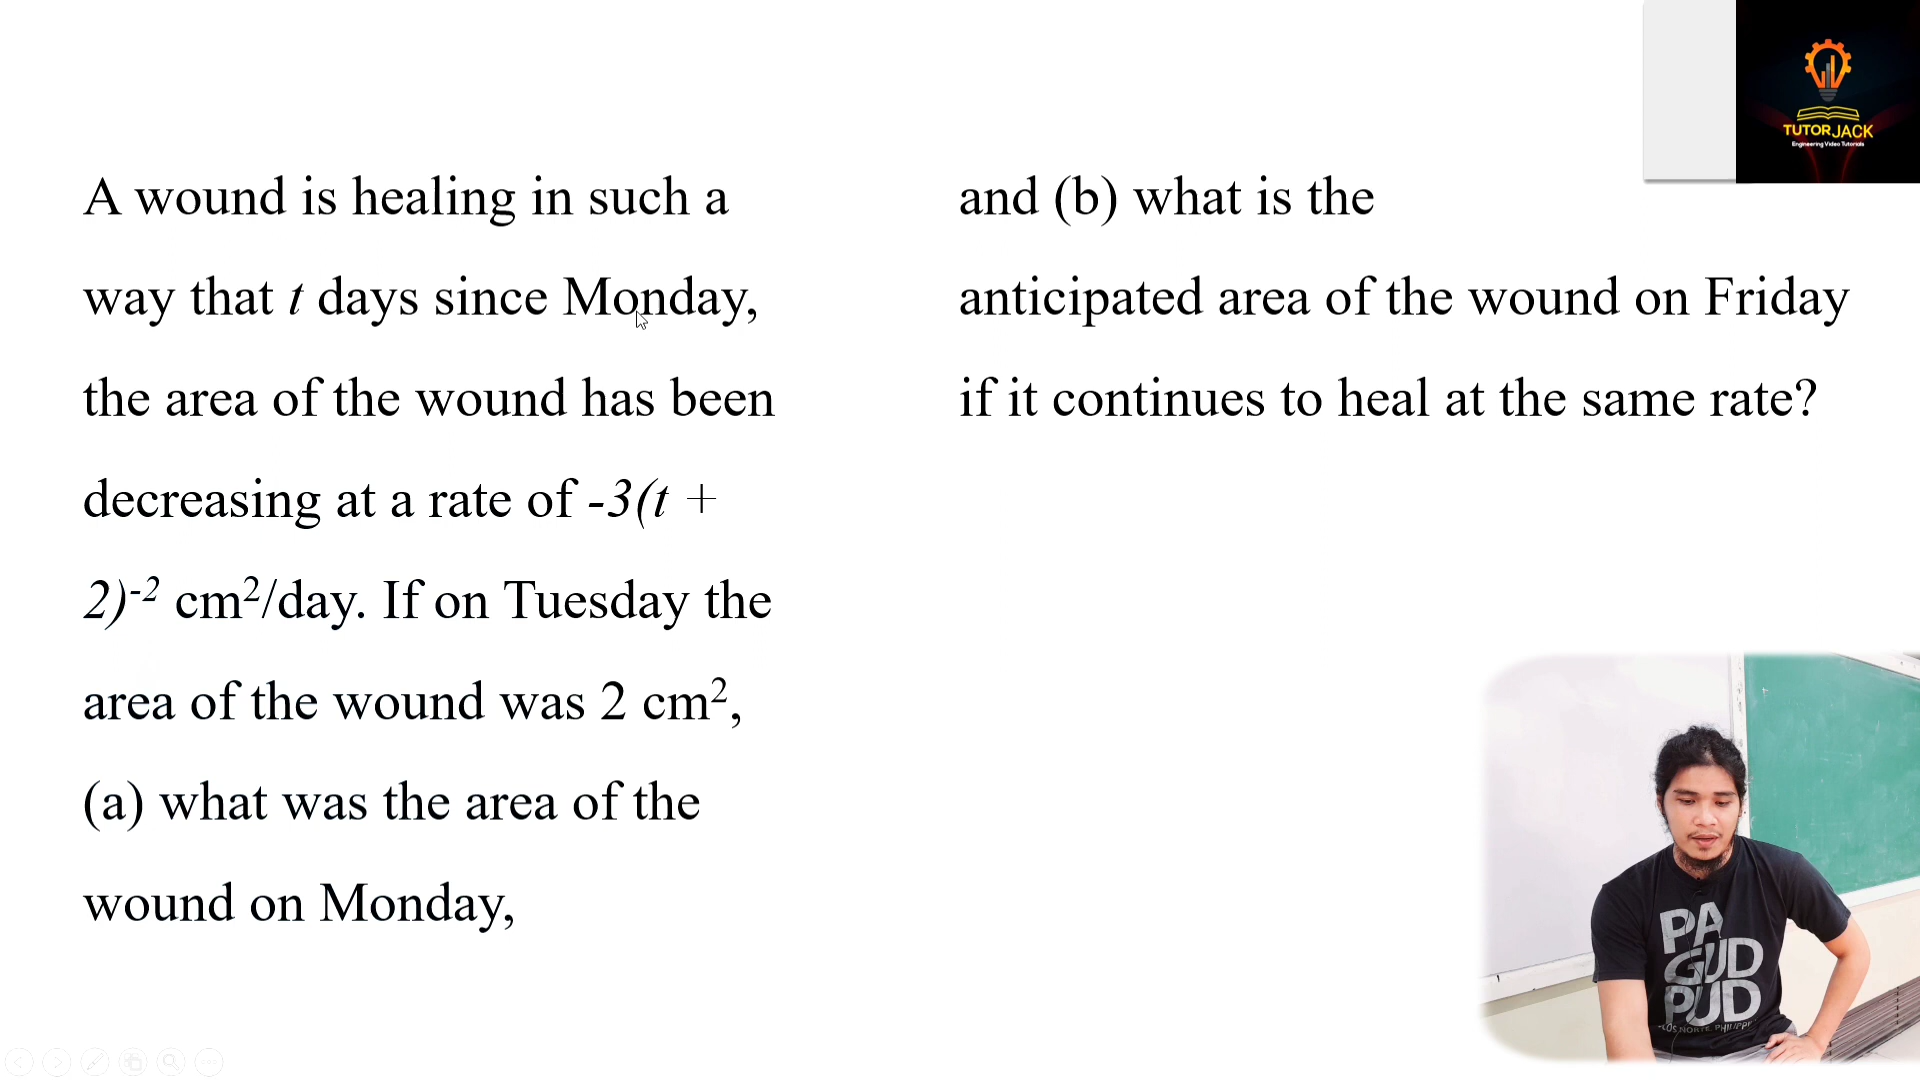 A wound is healing in such a
way that t days since Monday,
the area of the wound has been
decreasing at a rate of -3(t +
2)⁻² cm²/day. If on Tuesday the
area of the wound was 2 cm²,
(a) what was the area of the
wound on Monday,
and (b) what is the
anticipated area of the wound on Friday
if it continues to heal at the same rate?
TUTORJACK
Engineering Video Tutorials
PA
GUD
PUD